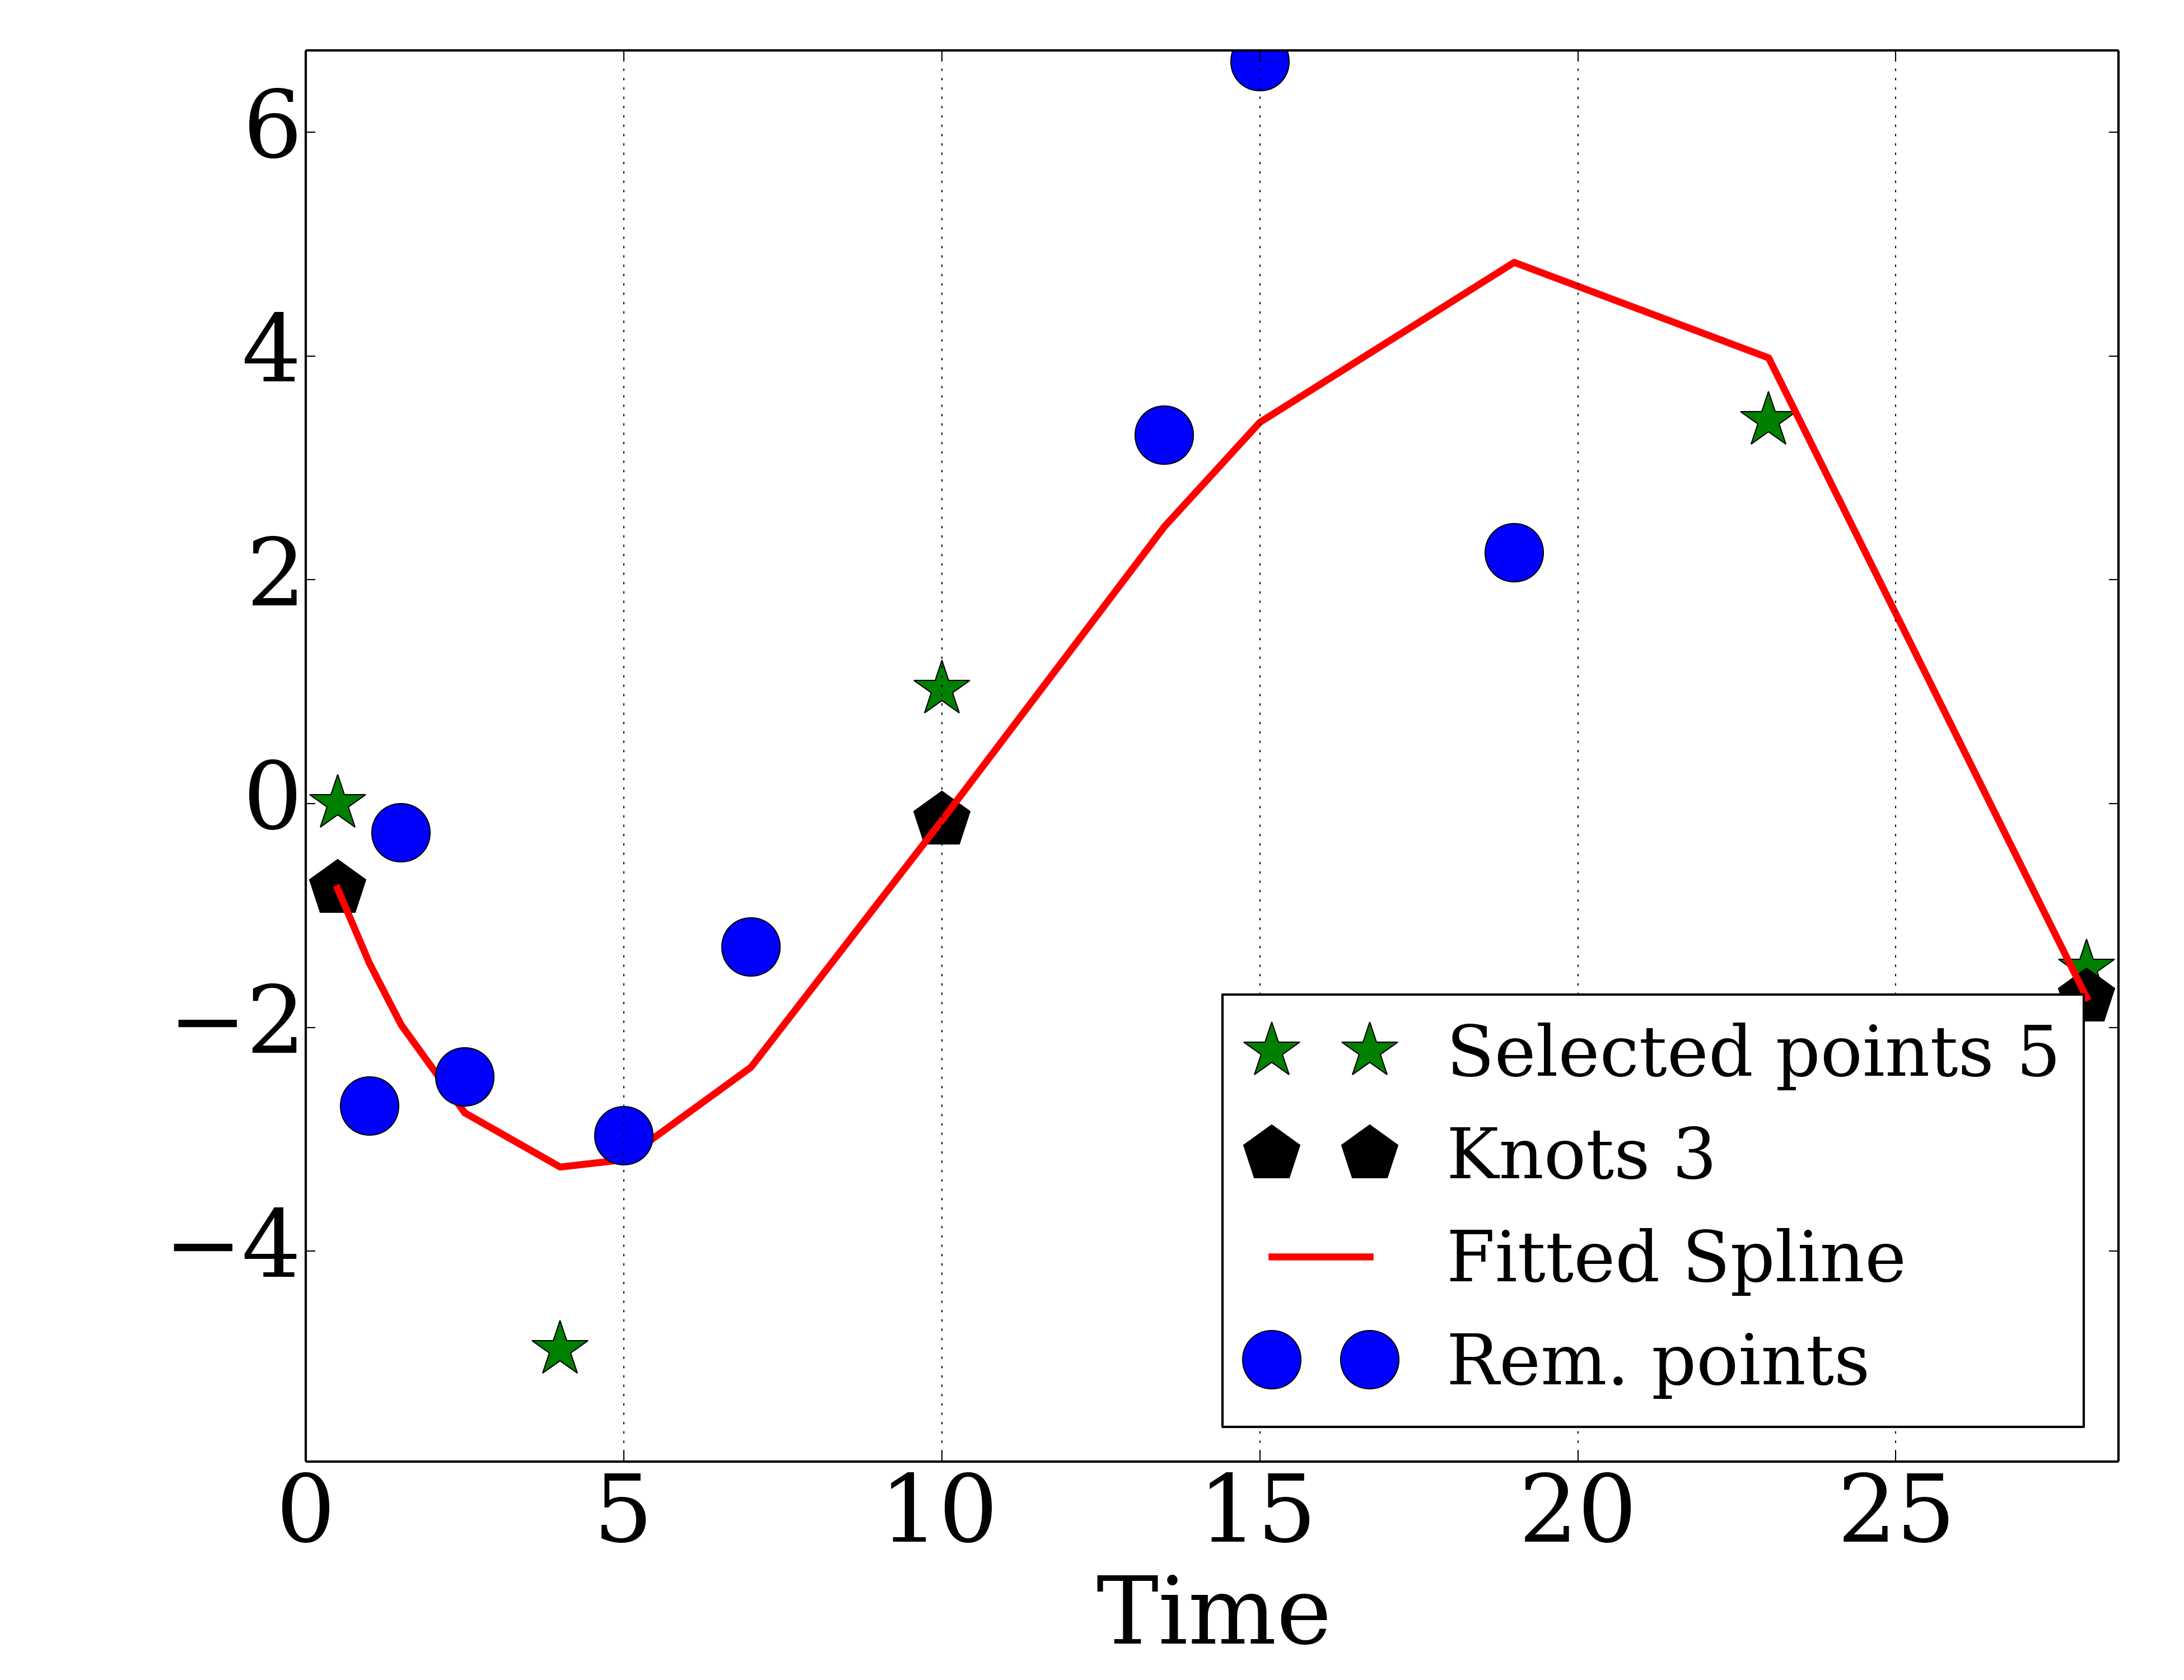 6
4
2
0
−2
−4
Selected points 5
Knots 3
Fitted Spline
Rem. points
0 5 10 15 20 25
Time